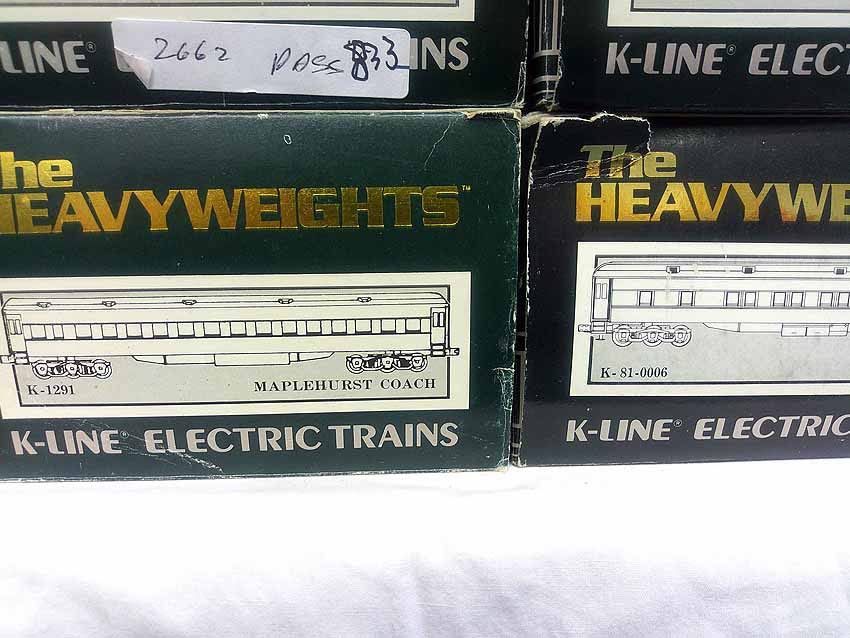 LINE®
2662 PASS 833
INS
K-LINE® ELECT
The
HEAVYWEIGHTS™
K-1291 MAPLEHURST COACH
K-LINE® ELECTRIC TRAINS
The
HEAVYWE
K-81-0006
K-LINE® ELECTRIC